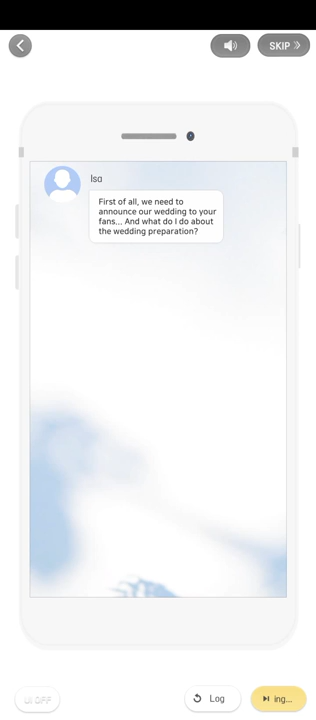 SKIP
Isa
First of all, we need to
announce our wedding to your
fans... And what do I do about
the wedding preparation?
UI OFF
Log
ing...